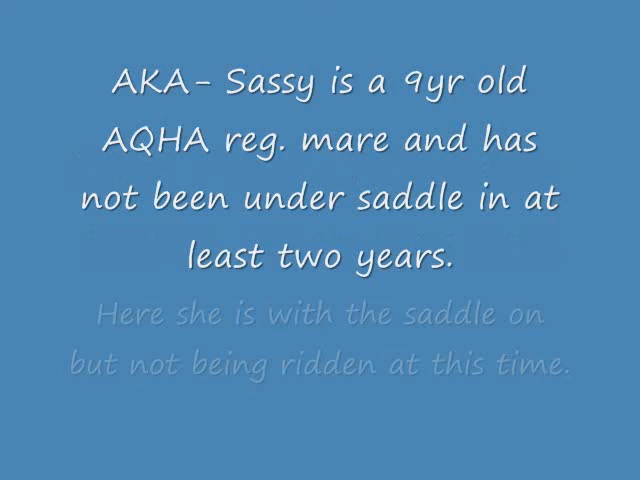 AKA- Sassy is a 9yr old
AQHA reg. mare and has
not been under saddle in at
least two years.
Here she is with the saddle on
but not being ridden at this time.